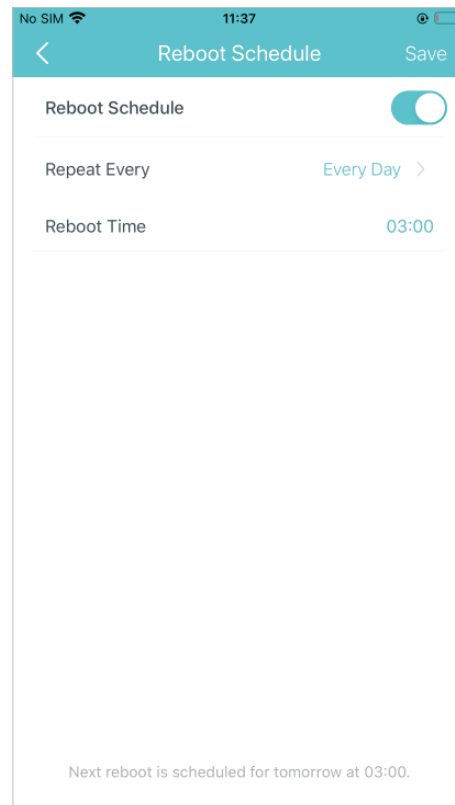 No SIM 11:37
Reboot Schedule Save
Reboot Schedule
Repeat Every Every Day
Reboot Time 03:00
Next reboot is scheduled for tomorrow at 03:00.